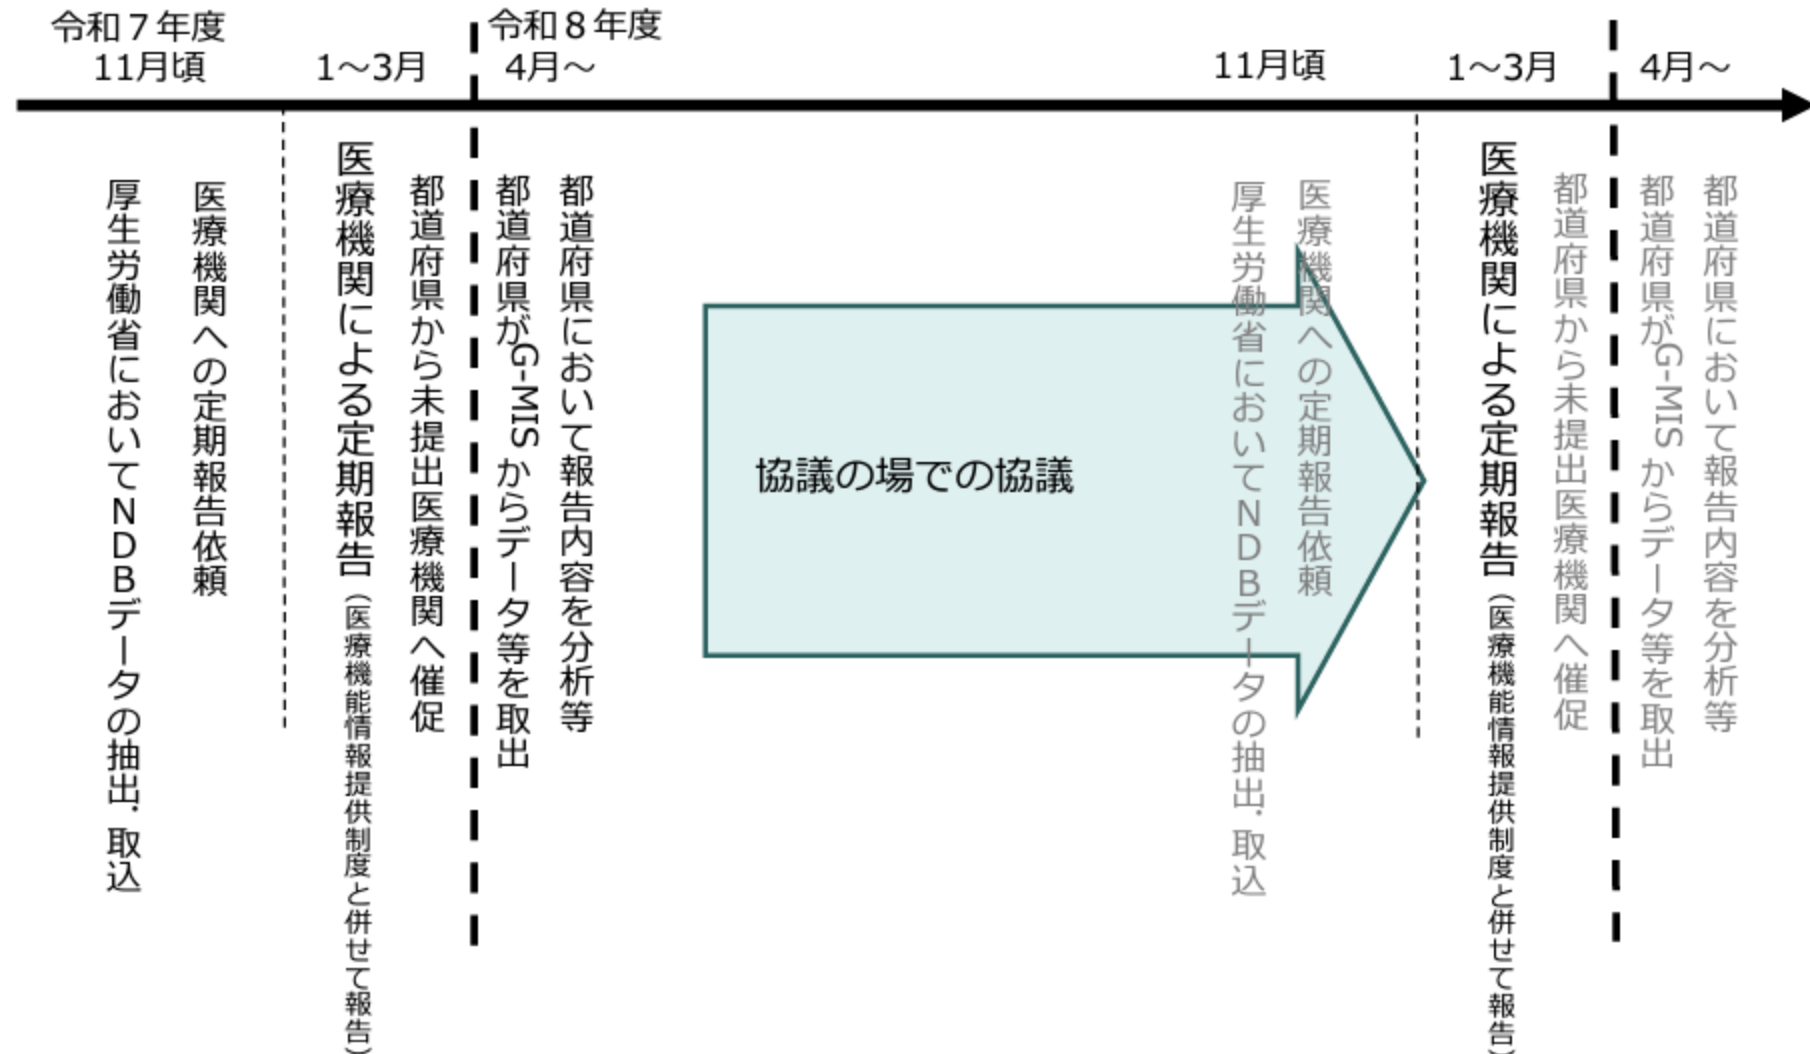 令和７年度
11月頃
1～3月
令和８年度
4月～
11月頃
1～3月
4月～
厚生労働省においてＮＤＢデータの抽出・取込
医療機関への定期報告依頼
医療機関による定期報告（医療機能情報提供制度と併せて報告）
都道府県から未提出医療機関へ催促
都道府県がG-MISからデータ等を取出
都道府県において報告内容を分析等
協議の場での協議
厚生労働省においてＮＤＢデータの抽出・取込
医療機関への定期報告依頼
医療機関による定期報告（医療機能情報提供制度と併せて報告）
都道府県から未提出医療機関へ催促
都道府県がG-MISからデータ等を取出
都道府県において報告内容を分析等